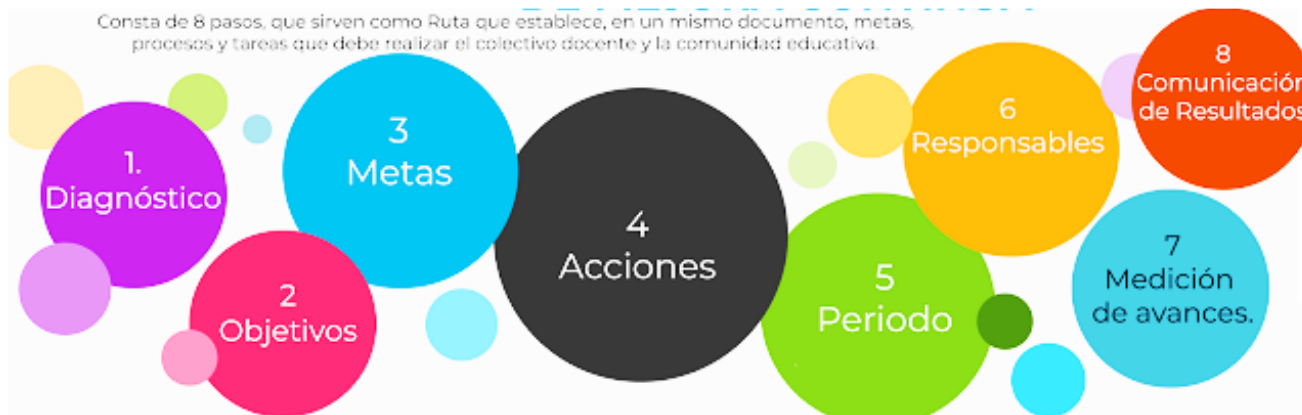 Consta de 8 pasos, que sirven como Ruta que establece, en un mismo documento, metas,
procesos y tareas que debe realizar el colectivo docente y la comunidad educativa.
1.
Diagnóstico
2
Objetivos
3
Metas
4
Acciones
5
Periodo
6
Responsables
7
Medición
de avances.
8
Comunicación
de Resultados